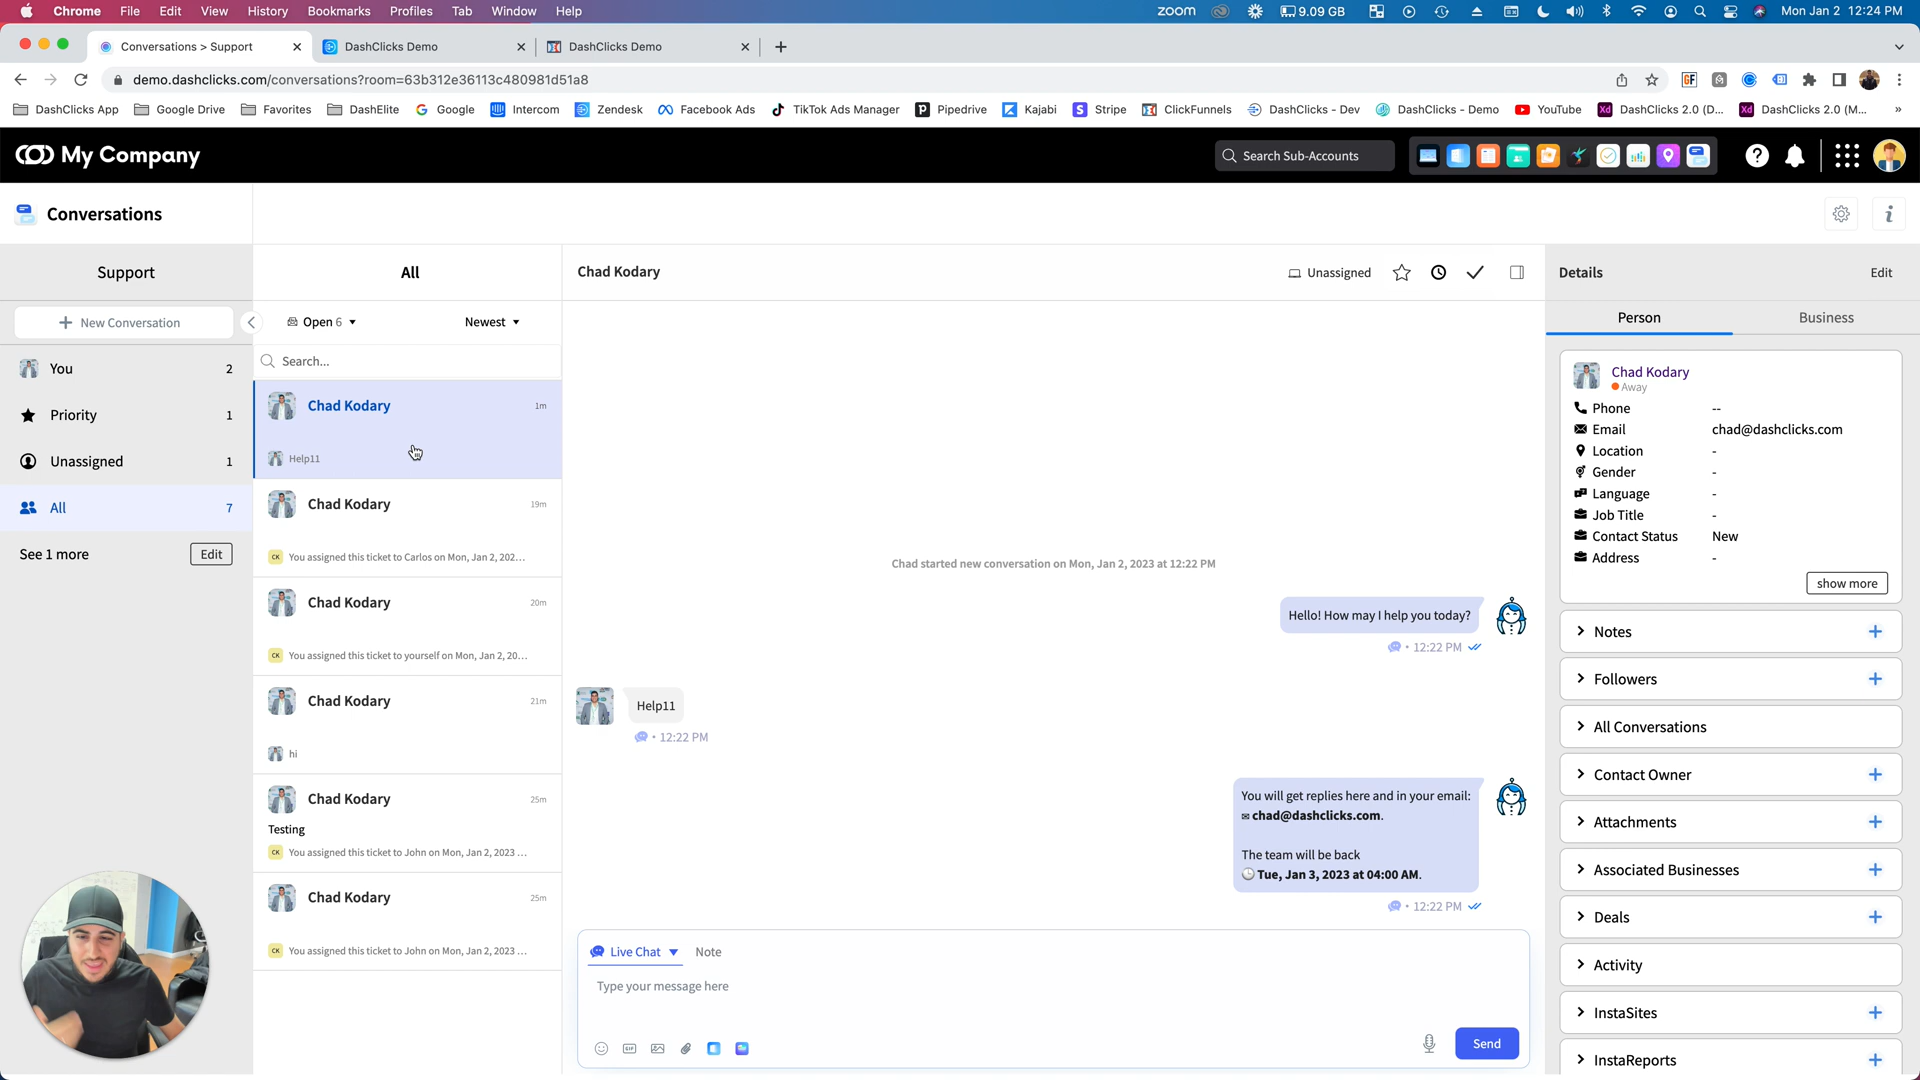 Chrome File Edit View History Bookmarks Profiles Tab Window Help
zoom 9.09 GB Mon Jan 2 12:24 PM
Conversations > Support
DashClicks Demo
DashClicks Demo
demo.dashclicks.com/conversations?room=63b312e36113c480981d51a8
DashClicks App Google Drive Favorites DashElite Google Intercom Zendesk Facebook Ads TikTok Ads Manager Pipedrive Kajabi Stripe ClickFunnels DashClicks - Dev DashClicks - Demo YouTube DashClicks 2.0 (D... DashClicks 2.0 (M... »
My Company
Search Sub-Accounts
Conversations
Support
New Conversation
You 2
Priority 1
Unassigned 1
All 7
See 1 more Edit
All
Open 6
Newest
Search...
Chad Kodary 1m
Help11
Chad Kodary 19m
CK You assigned this ticket to Carlos on Mon, Jan 2, 202...
Chad Kodary 20m
CK You assigned this ticket to yourself on Mon, Jan 2, 20...
Chad Kodary 21m
hi
Chad Kodary 25m
Testing
CK You assigned this ticket to John on Mon, Jan 2, 2023 ...
Chad Kodary 25m
CK You assigned this ticket to John on Mon, Jan 2, 2023 ...
Chad Kodary
Unassigned
Chad started new conversation on Mon, Jan 2, 2023 at 12:22 PM
Hello! How may I help you today?
• 12:22 PM
Help11
• 12:22 PM
You will get replies here and in your email:
chad@dashclicks.com.
The team will be back
Tue, Jan 3, 2023 at 04:00 AM.
• 12:22 PM
Live Chat Note
Type your message here
GIF
Send
Details Edit
Person Business
Chad Kodary
Away
Phone --
Email chad@dashclicks.com
Location -
Gender -
Language -
Job Title -
Contact Status New
Address -
show more
Notes
Followers
All Conversations
Contact Owner
Attachments
Associated Businesses
Deals
Activity
InstaSites
InstaReports